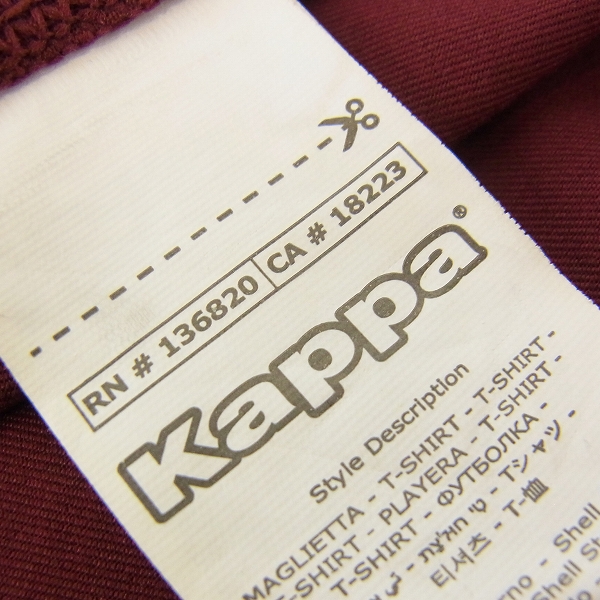 RN # 136820 CA # 18223
Kappa®
Style Description
MAGLIETTA - T-SHIRT - T-SHIRT -
T-SHIRT - PLAYERA - T-SHIRT -
T-SHIRT - ФУТБОЛКА -
Tシャツ -
티셔츠 - T-恤
- Shell
Shell